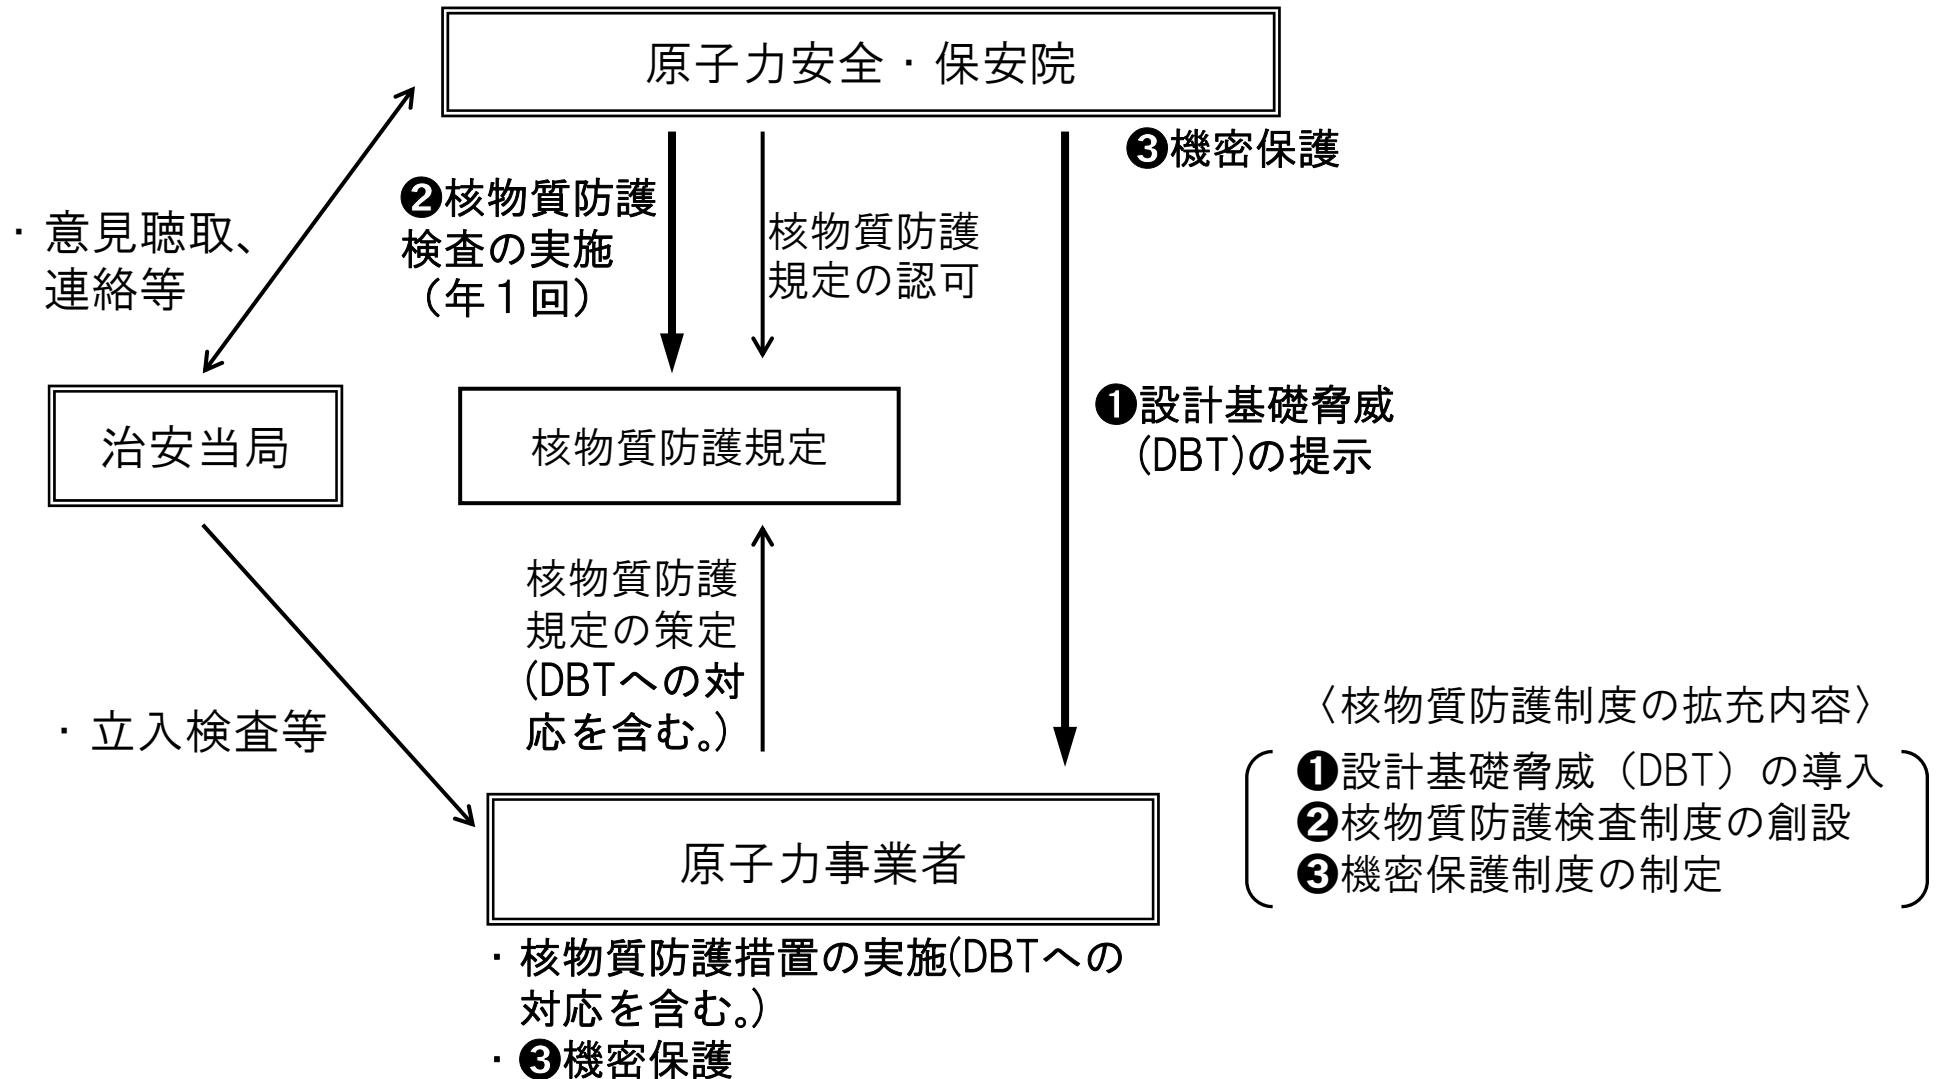 原子力安全・保安院
❸機密保護
❷核物質防護
検査の実施
（年１回）
核物質防護
規定の認可
・意見聴取、
連絡等
❶設計基礎脅威
(DBT)の提示
治安当局
核物質防護規定
核物質防護
規定の策定
(DBTへの対
応を含む。)
・立入検査等
〈核物質防護制度の拡充内容〉
❶設計基礎脅威（DBT）の導入
❷核物質防護検査制度の創設
❸機密保護制度の制定
原子力事業者
・核物質防護措置の実施(DBTへの
対応を含む。)
・❸機密保護